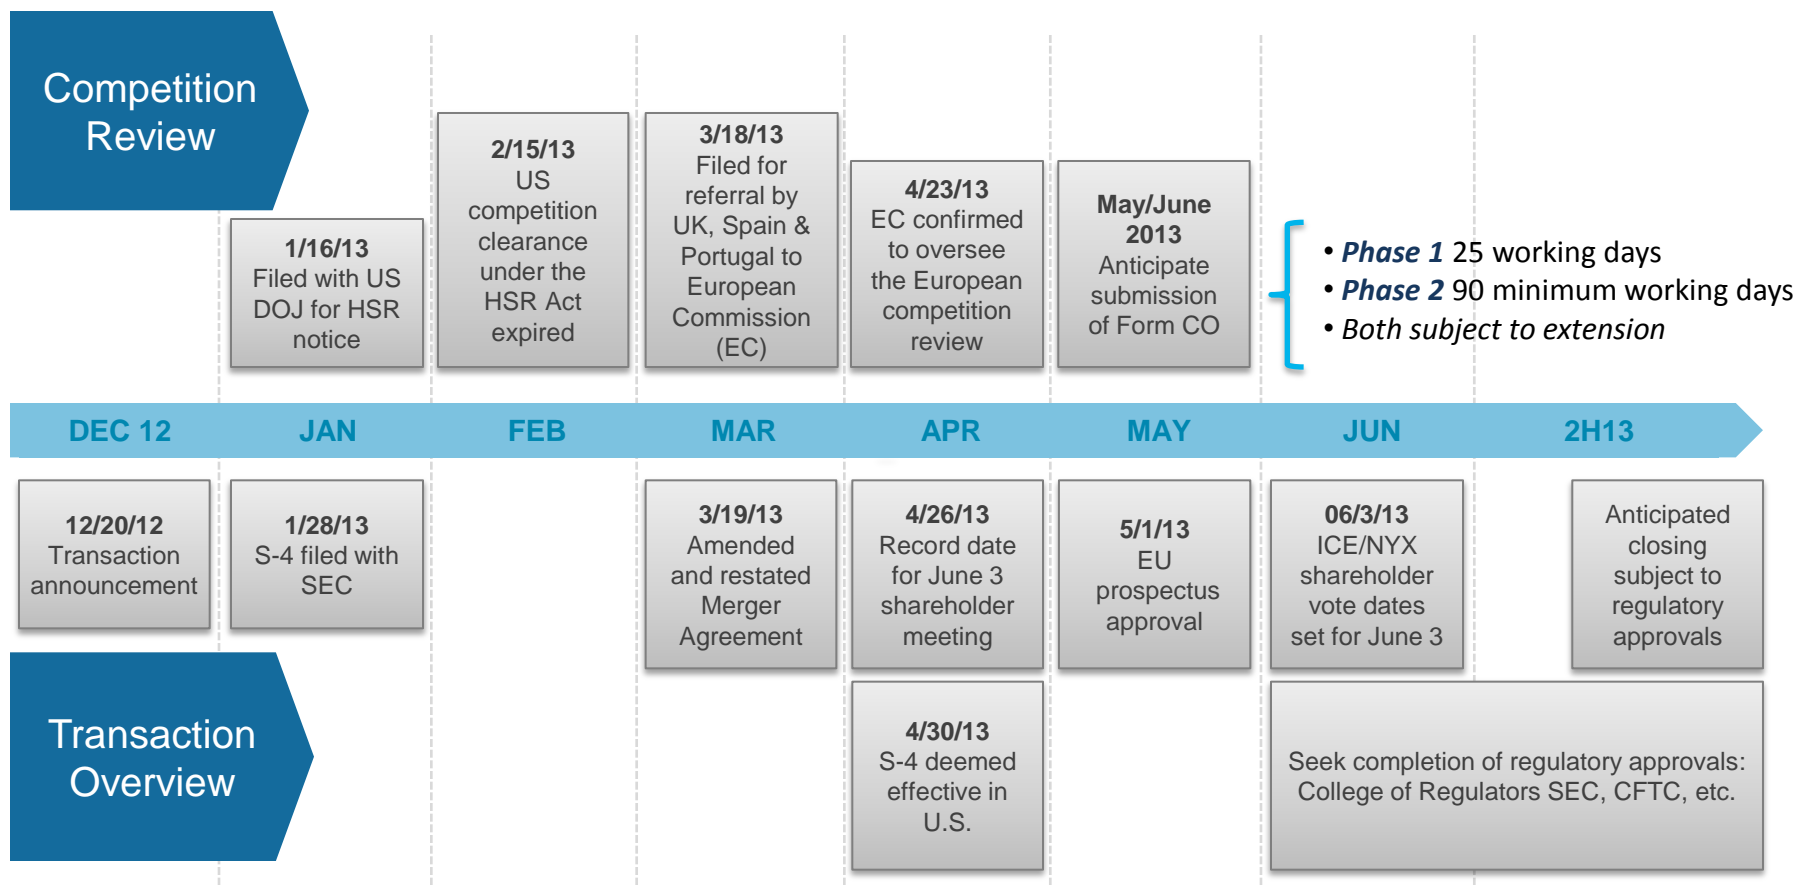 Competition
Review
1/16/13
Filed with US
DOJ for HSR
notice
2/15/13
US
competition
clearance
under the
HSR Act
expired
3/18/13
Filed for
referral by
UK, Spain &
Portugal to
European
Commission
(EC)
4/23/13
EC confirmed
to oversee
the European
competition
review
May/June
2013
Anticipate
submission
of Form CO
• Phase 1 25 working days
• Phase 2 90 minimum working days
• Both subject to extension
DEC 12 JAN FEB MAR APR MAY JUN 2H13
12/20/12
Transaction
announcement
1/28/13
S-4 filed with
SEC
3/19/13
Amended
and restated
Merger
Agreement
4/26/13
Record date
for June 3
shareholder
meeting
5/1/13
EU
prospectus
approval
06/3/13
ICE/NYX
shareholder
vote dates
set for June 3
Anticipated
closing
subject to
regulatory
approvals
Transaction
Overview
4/30/13
S-4 deemed
effective in
U.S.
Seek completion of regulatory approvals:
College of Regulators SEC, CFTC, etc.